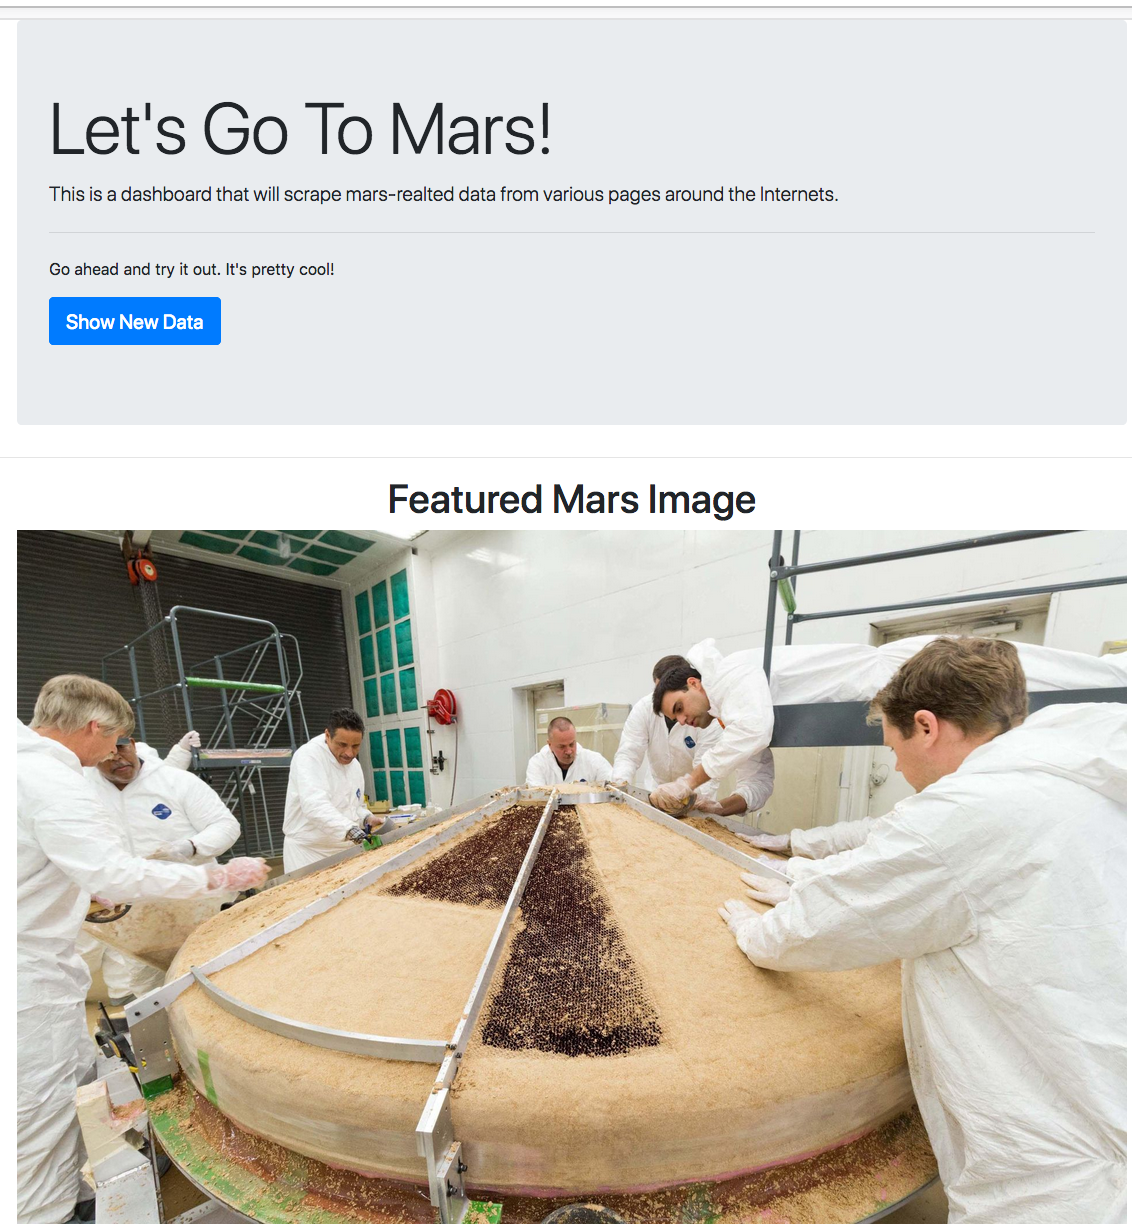 Let's Go To Mars!
This is a dashboard that will scrape mars-realted data from various pages around the Internets.
Go ahead and try it out. It's pretty cool!
Show New Data
Featured Mars Image